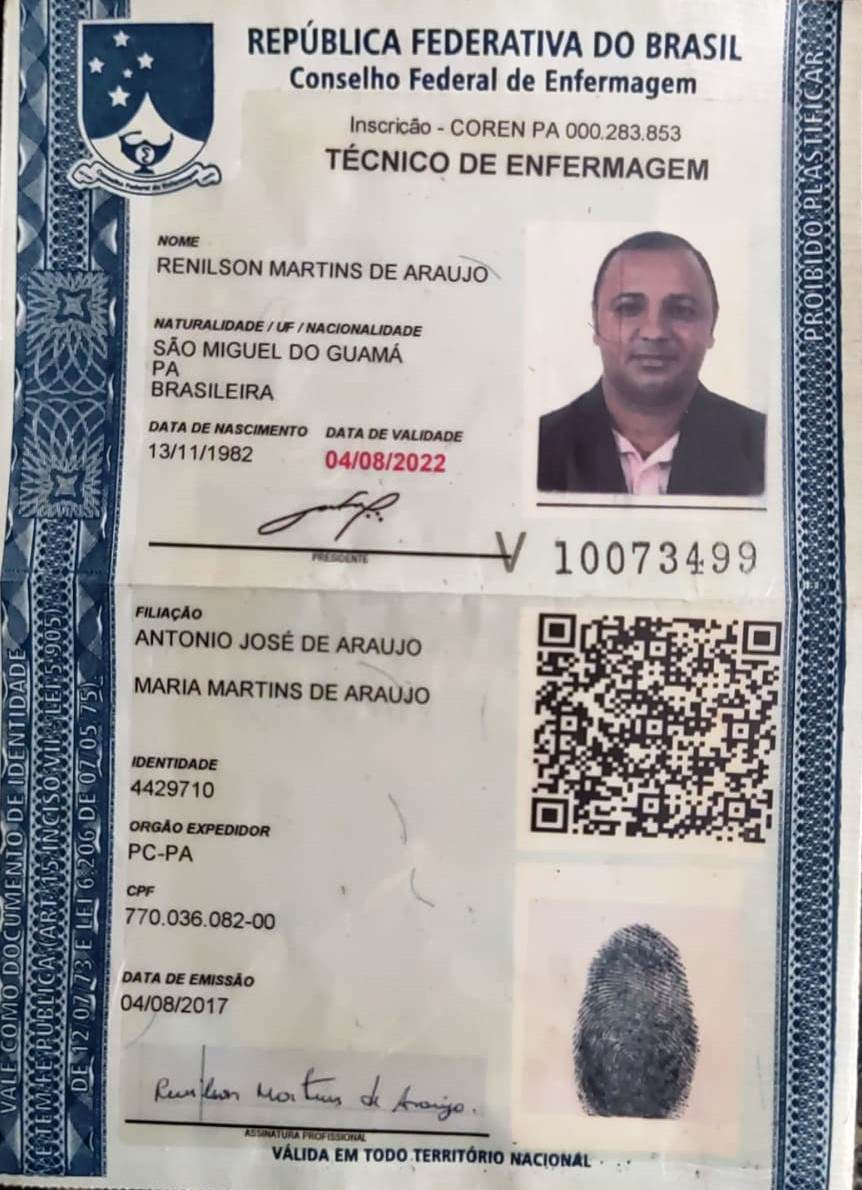 REPÚBLICA FEDERATIVA DO BRASIL
Conselho Federal de Enfermagem
Inscricão - COREN PA 000.283.853
TÉCNICO DE ENFERMAGEM
Conselho Federal de Enfermagem
NOME
RENILSON MARTINS DE ARAUJO
NATURALIDADE / UF / NACIONALIDADE
SÃO MIGUEL DO GUAMÁ
PA
BRASILEIRA
DATA DE NASCIMENTO DATA DE VALIDADE
13/11/1982 04/08/2022
PRESIDENTE
V 10073499
FILIAÇÃO
ANTONIO JOSÉ DE ARAUJO
MARIA MARTINS DE ARAUJO
IDENTIDADE
4429710
ORGÃO EXPEDIDOR
PC-PA
CPF
770.036.082-00
DATA DE EMISSÃO
04/08/2017
Renilson Martins de Araujo.
ASSINATURA PROFISSIONAL
VÁLIDA EM TODO TERRITÓRIO NACIONAL
PROIBIDO PLASTIFICAR
VALE COMO DOCUMENTO DE IDENTIDADE
E TEM FÉ PÚBLICA (ART. 15 INCISO VII - LEI 5.905
DE 12.07.73 E LEI 6.206 DE 07.05.75)